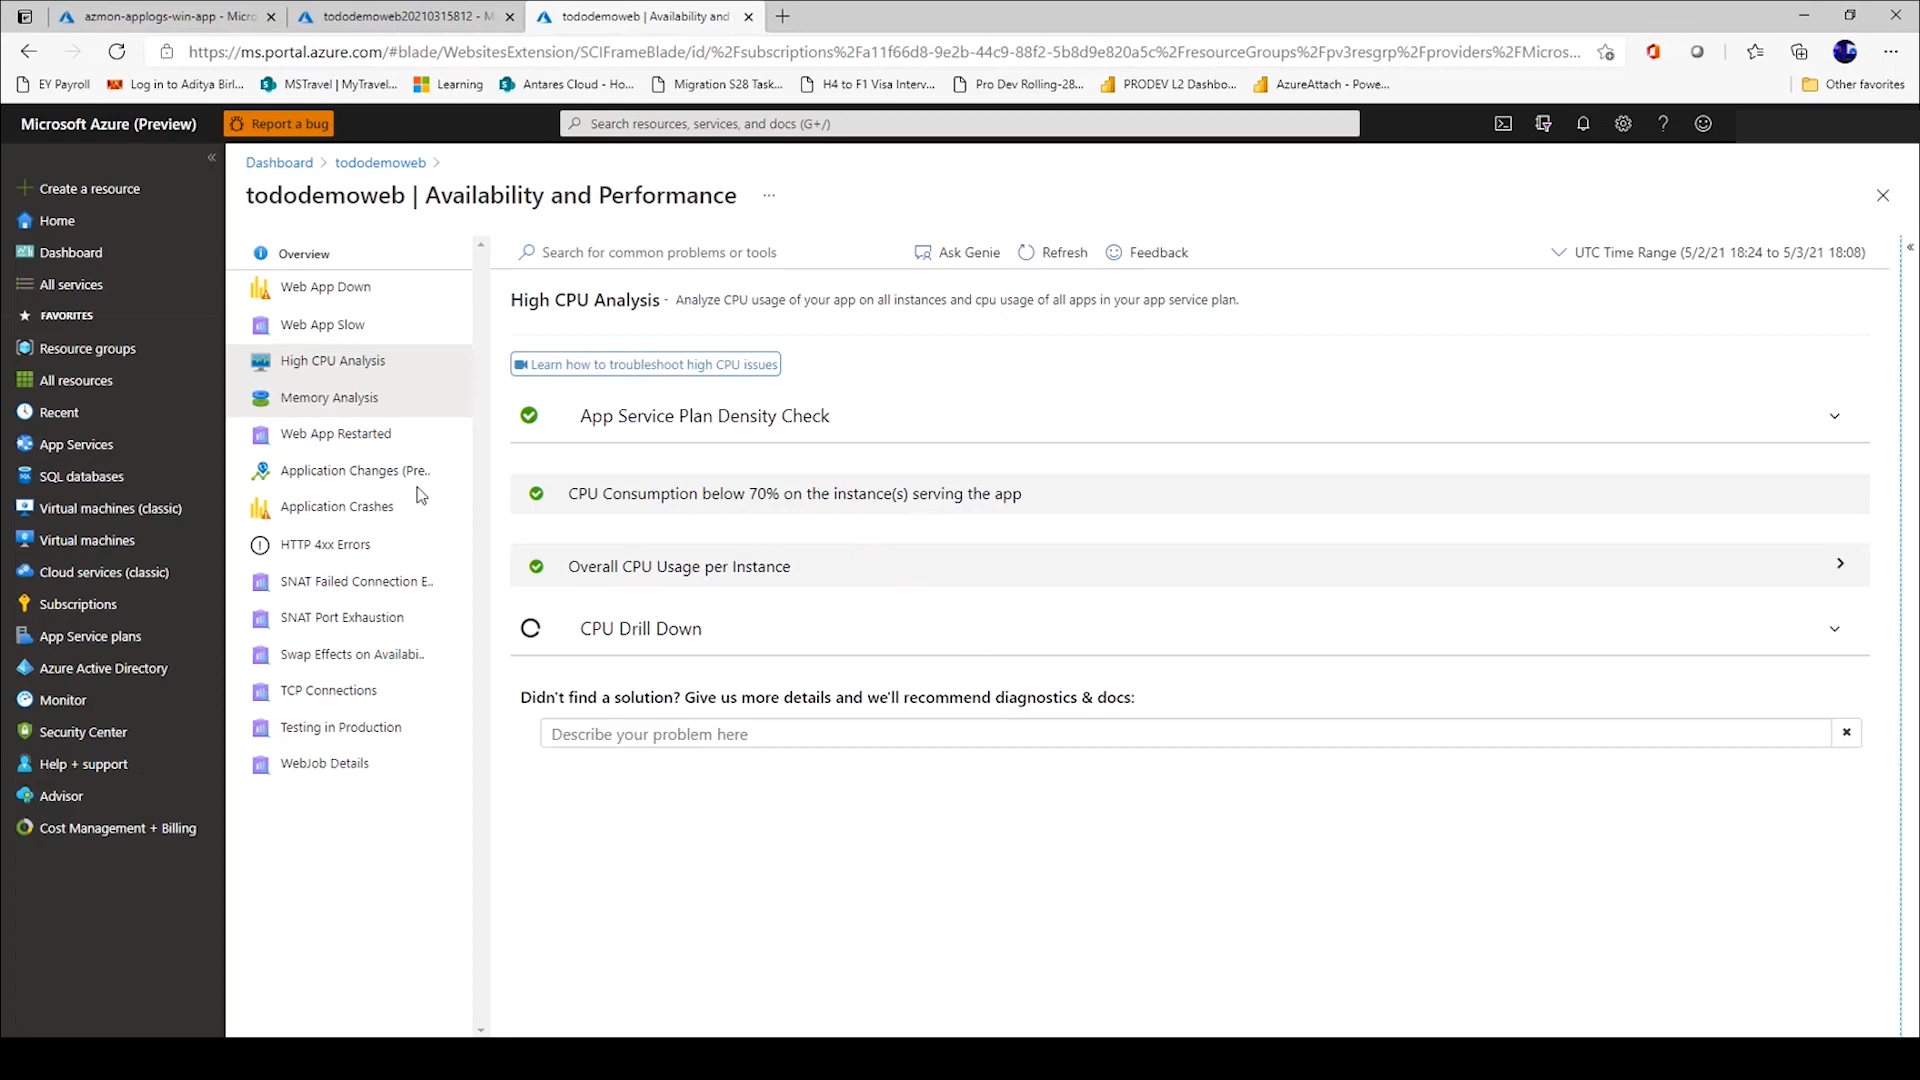 azmon-applogs-win-app - Micro
tododemoweb20210315812 - M
tododemoweb | Availability and
https://ms.portal.azure.com/#blade/WebsitesExtension/SCIFrameBlade/id/%2Fsubscriptions%2Fa11f66d8-9e2b-44c9-88f2-5b8d9e820a5c%2FresourceGroups%2Fpv3resgrp%2Fproviders%2FMicros...
EY Payroll
Log in to Aditya Birl...
MSTravel | MyTravel...
Learning
Antares Cloud - Ho...
Migration S28 Task...
H4 to F1 Visa Interv...
Pro Dev Rolling-28...
PRODEV L2 Dashbo...
AzureAttach - Powe...
Other favorites
Microsoft Azure (Preview)
Report a bug
Search resources, services, and docs (G+/)
Create a resource
Home
Dashboard
All services
FAVORITES
Resource groups
All resources
Recent
App Services
SQL databases
Virtual machines (classic)
Virtual machines
Cloud services (classic)
Subscriptions
App Service plans
Azure Active Directory
Monitor
Security Center
Help + support
Advisor
Cost Management + Billing
Dashboard > tododemoweb >
tododemoweb | Availability and Performance ...
Overview
Web App Down
Web App Slow
High CPU Analysis
Memory Analysis
Web App Restarted
Application Changes (Pre..
Application Crashes
HTTP 4xx Errors
SNAT Failed Connection E..
SNAT Port Exhaustion
Swap Effects on Availabi..
TCP Connections
Testing in Production
WebJob Details
Search for common problems or tools
Ask Genie
Refresh
Feedback
UTC Time Range (5/2/21 18:24 to 5/3/21 18:08)
High CPU Analysis - Analyze CPU usage of your app on all instances and cpu usage of all apps in your app service plan.
Learn how to troubleshoot high CPU issues
App Service Plan Density Check
CPU Consumption below 70% on the instance(s) serving the app
Overall CPU Usage per Instance
CPU Drill Down
Didn't find a solution? Give us more details and we'll recommend diagnostics & docs:
Describe your problem here